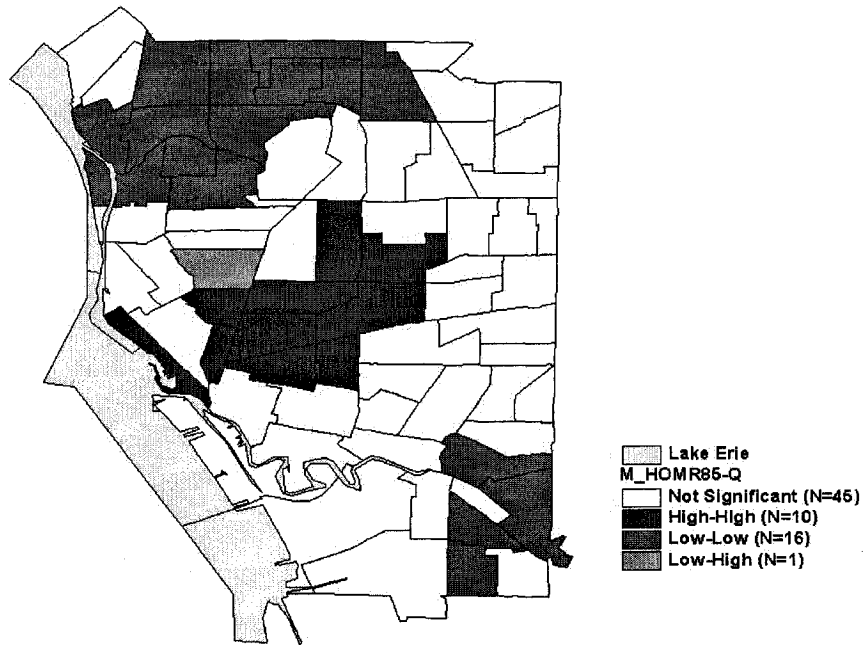 Lake Erie
M_HOMR85-Q
Not Significant (N=45)
High-High (N=10)
Low-Low (N=16)
Low-High (N=1)